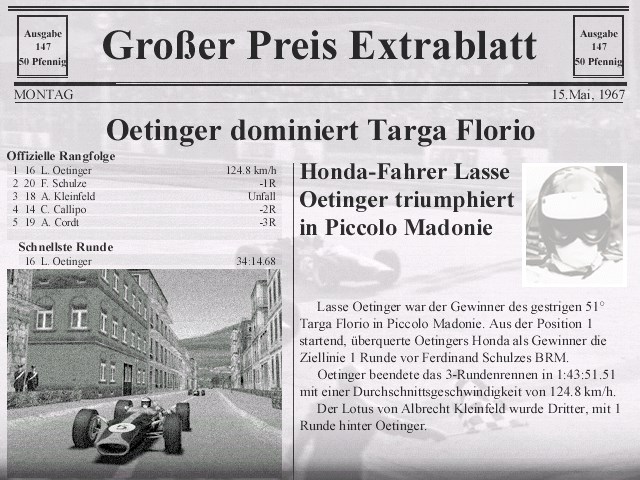 Ausgabe
147
50 Pfennig
Großer Preis Extrablatt
Ausgabe
147
50 Pfennig
MONTAG
15.Mai, 1967
Oetinger dominiert Targa Florio
Offizielle Rangfolge
1 16 L. Oetinger 124.8 km/h
2 20 F. Schulze -1R
3 18 A. Kleinfeld Unfall
4 14 C. Callipo -2R
5 19 A. Cordt -3R
Schnellste Runde
16 L. Oetinger 34:14.68
Honda-Fahrer Lasse
Oetinger triumphiert
in Piccolo Madonie
Lasse Oetinger war der Gewinner des gestrigen 51°
Targa Florio in Piccolo Madonie. Aus der Position 1
startend, überquerte Oetingers Honda als Gewinner die
Ziellinie 1 Runde vor Ferdinand Schulzes BRM.
Oetinger beendete das 3-Rundenrennen in 1:43:51.51
mit einer Durchschnittsgeschwindigkeit von 124.8 km/h.
Der Lotus von Albrecht Kleinfeld wurde Dritter, mit 1
Runde hinter Oetinger.
5